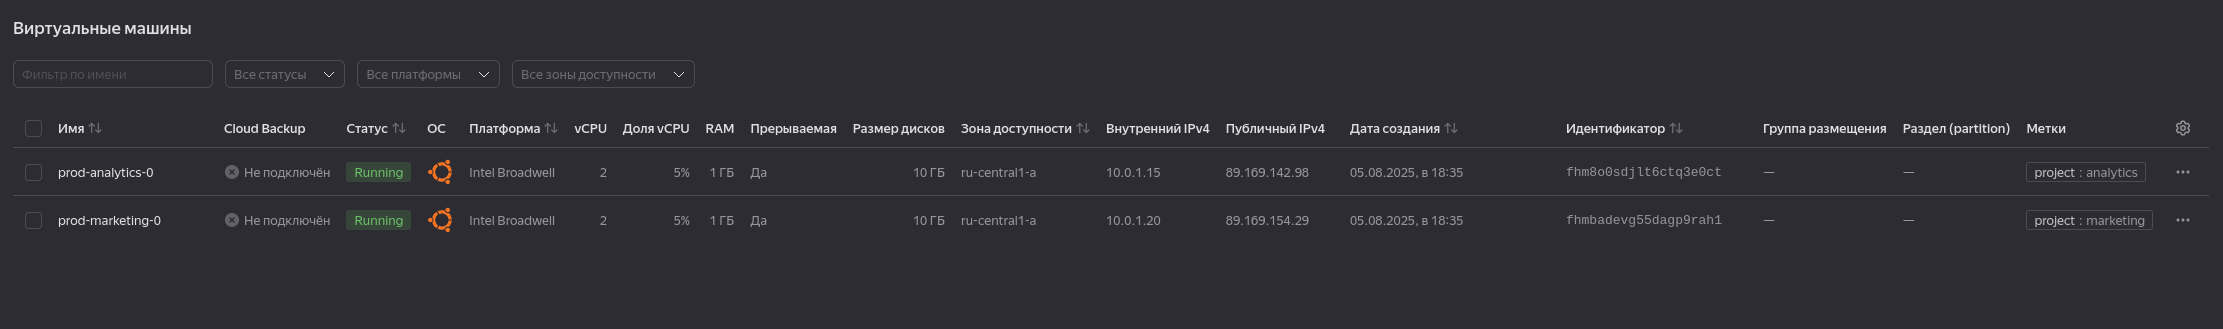 Виртуальные машины
Фильтр по имени Все статусы Все платформы Все зоны доступности
Имя Cloud Backup Статус ОС Платформа vCPU Доля vCPU RAM Прерываемая Размер дисков Зона доступности Внутренний IPv4 Публичный IPv4 Дата создания Идентификатор Группа размещения Раздел (partition) Метки
prod-analytics-0 Не подключён Running Intel Broadwell 2 5% 1 ГБ Да 10 ГБ ru-central1-a 10.0.1.15 89.169.142.98 05.08.2025, в 18:35 fhm8o0sdjlt6ctq3e0ct — — project : analytics
prod-marketing-0 Не подключён Running Intel Broadwell 2 5% 1 ГБ Да 10 ГБ ru-central1-a 10.0.1.20 89.169.154.29 05.08.2025, в 18:35 fhmbadevg55dagp9rah1 — — project : marketing